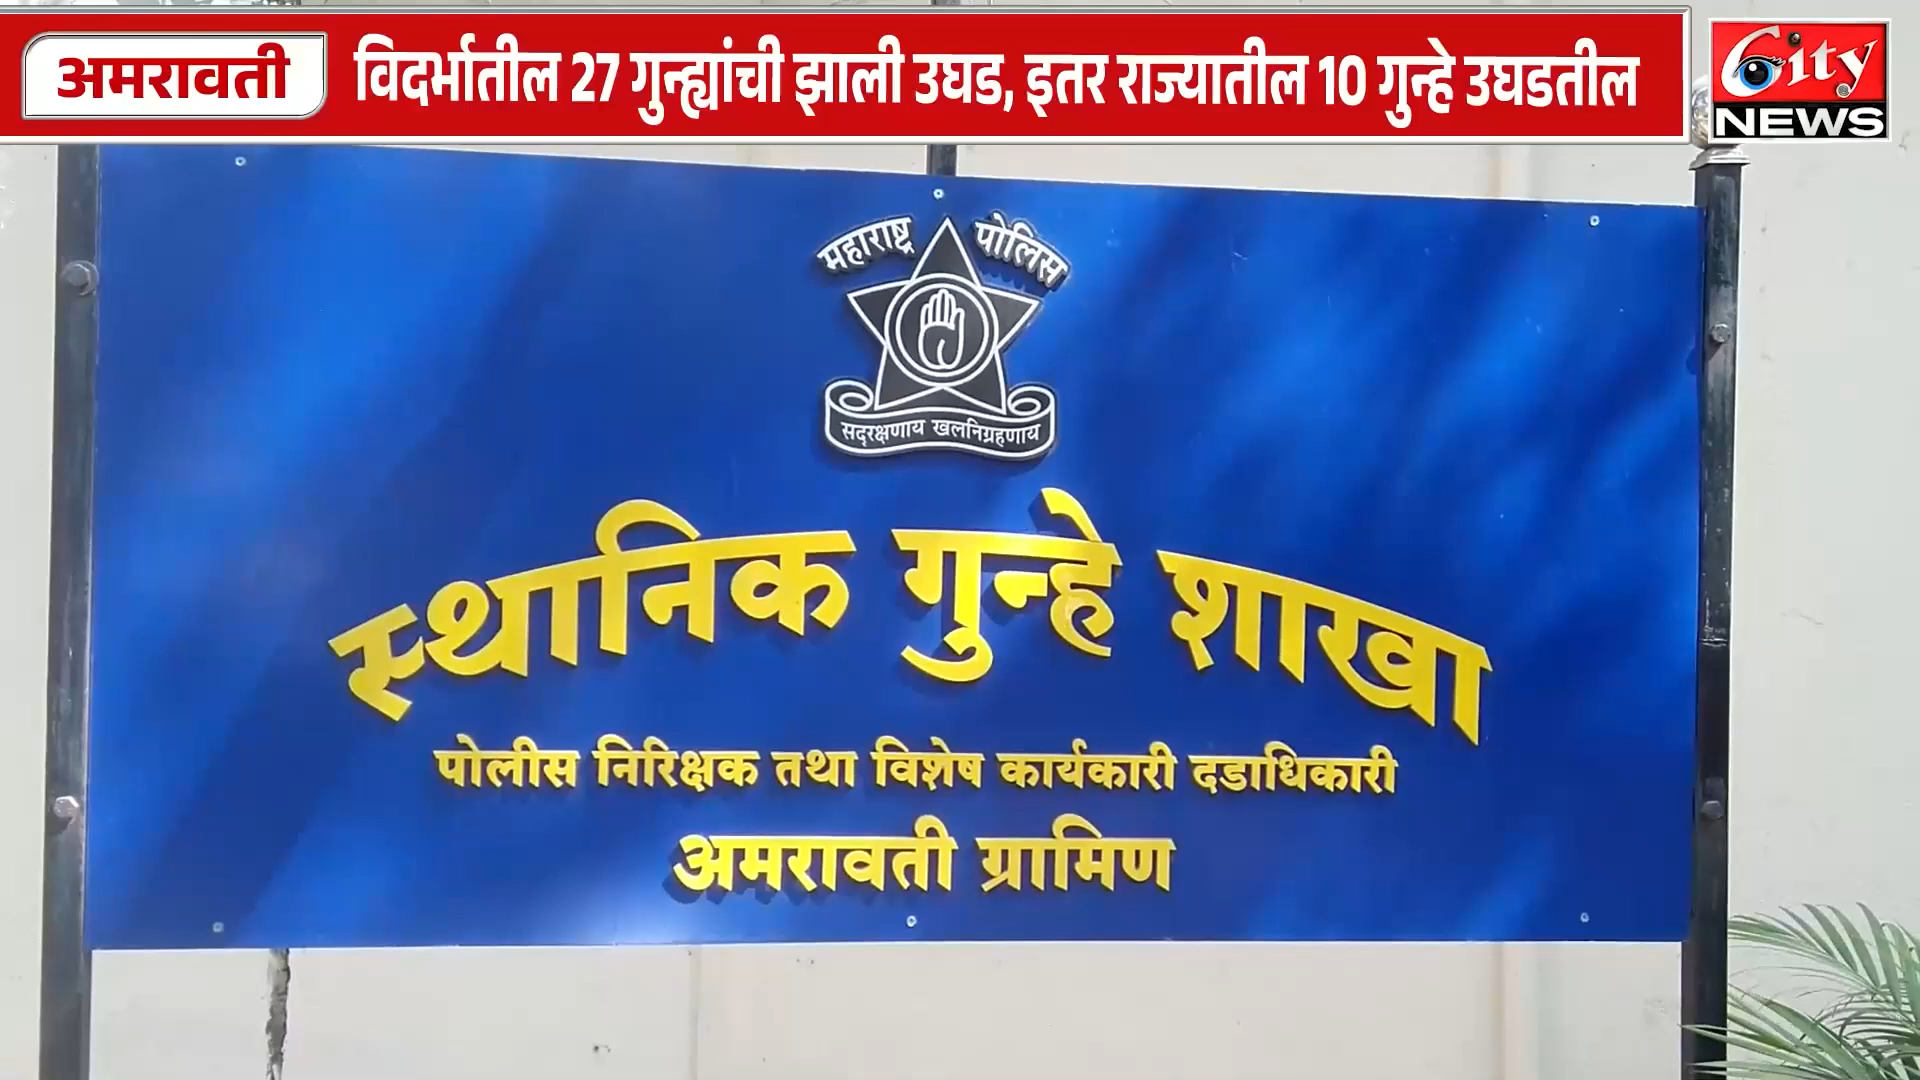 अमरावती
विदर्भातील 27 गुन्ह्यांची झाली उघड, इतर राज्यातील 10 गुन्हे उघडतील
City
NEWS
महाराष्ट्र पोलिस
सद्‌रक्षणाय खलनिग्रहणाय
स्थानिक गुन्हे शाखा
पोलीस निरिक्षक तथा विशेष कार्यकारी दडाधिकारी
अमरावती ग्रामिण